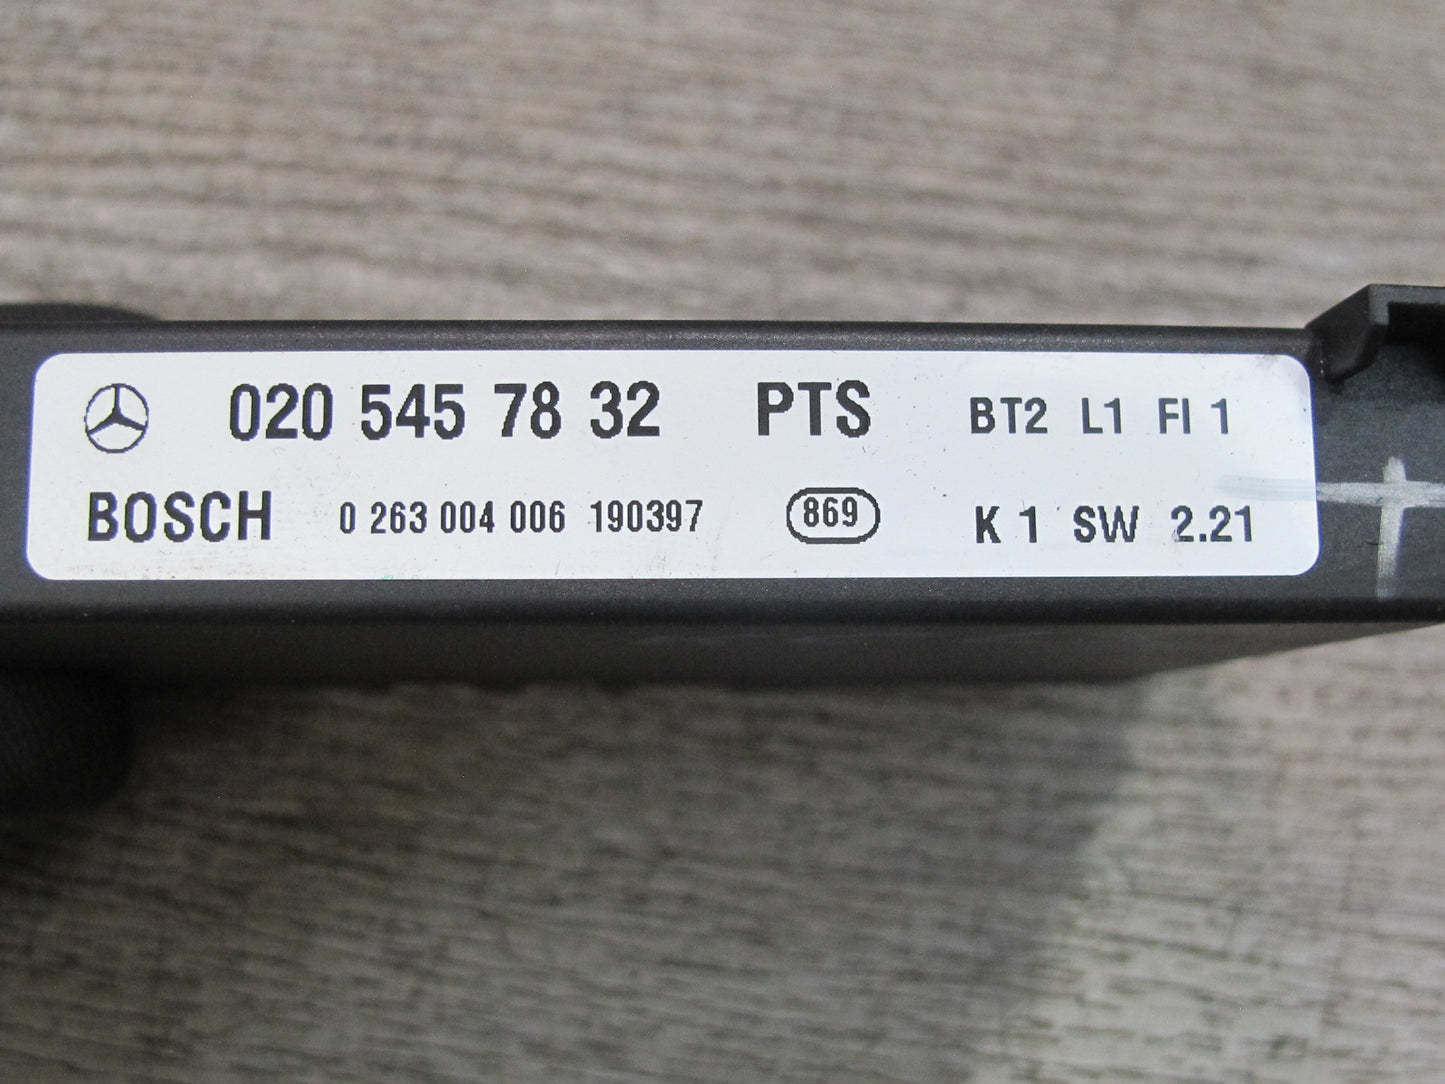 020 545 78 32 PTS BT2 L1 FI 1
BOSCH 0 263 004 006 190397 869 K 1 SW 2.21